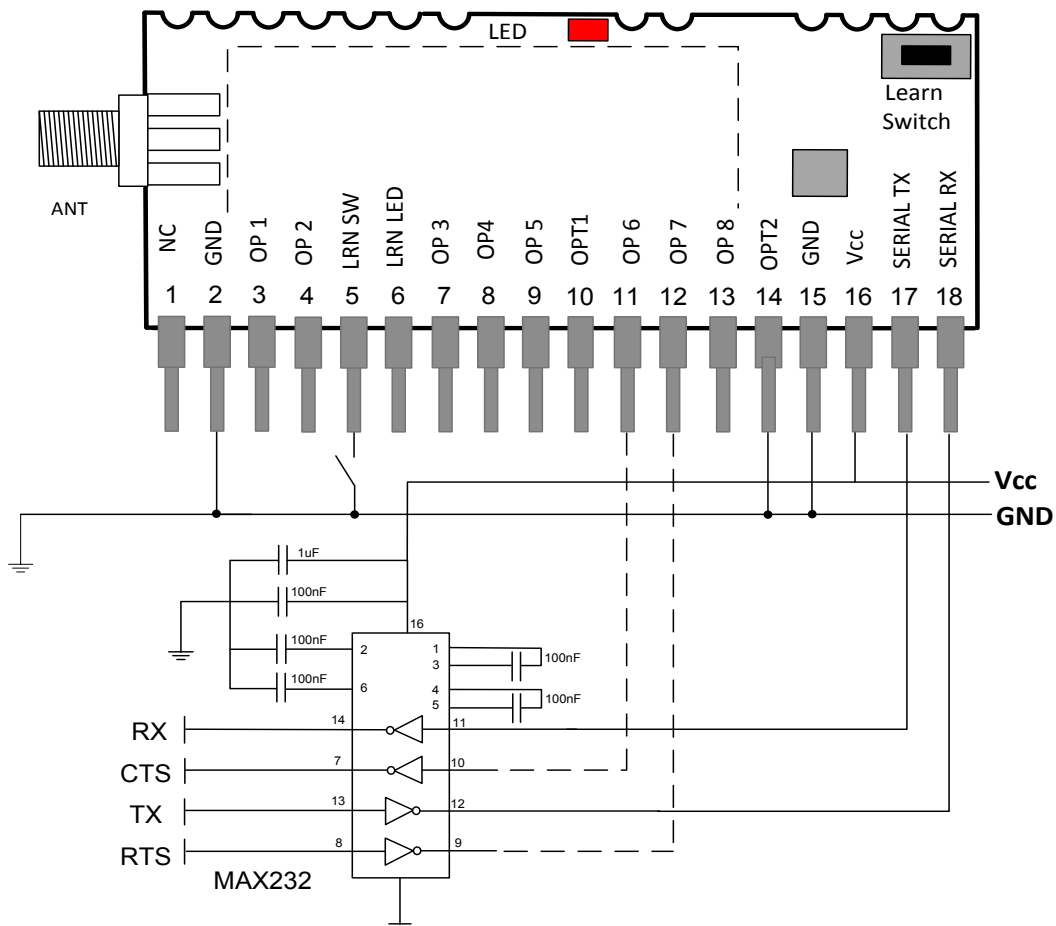 LED
Learn
Switch
ANT
NC
GND
OP 1
OP 2
LRN SW
LRN LED
OP 3
OP4
OP 5
OPT1
OP 6
OP 7
OP 8
OPT2
GND
Vcc
SERIAL TX
SERIAL RX
1 2 3 4 5 6 7 8 9 10 11 12 13 14 15 16 17 18
Vcc
GND
1uF
100nF
16
100nF 2 1
3 100nF
100nF 6 4
5 100nF
RX 14 11
CTS 7 10
TX 13 12
RTS 8 9
MAX232